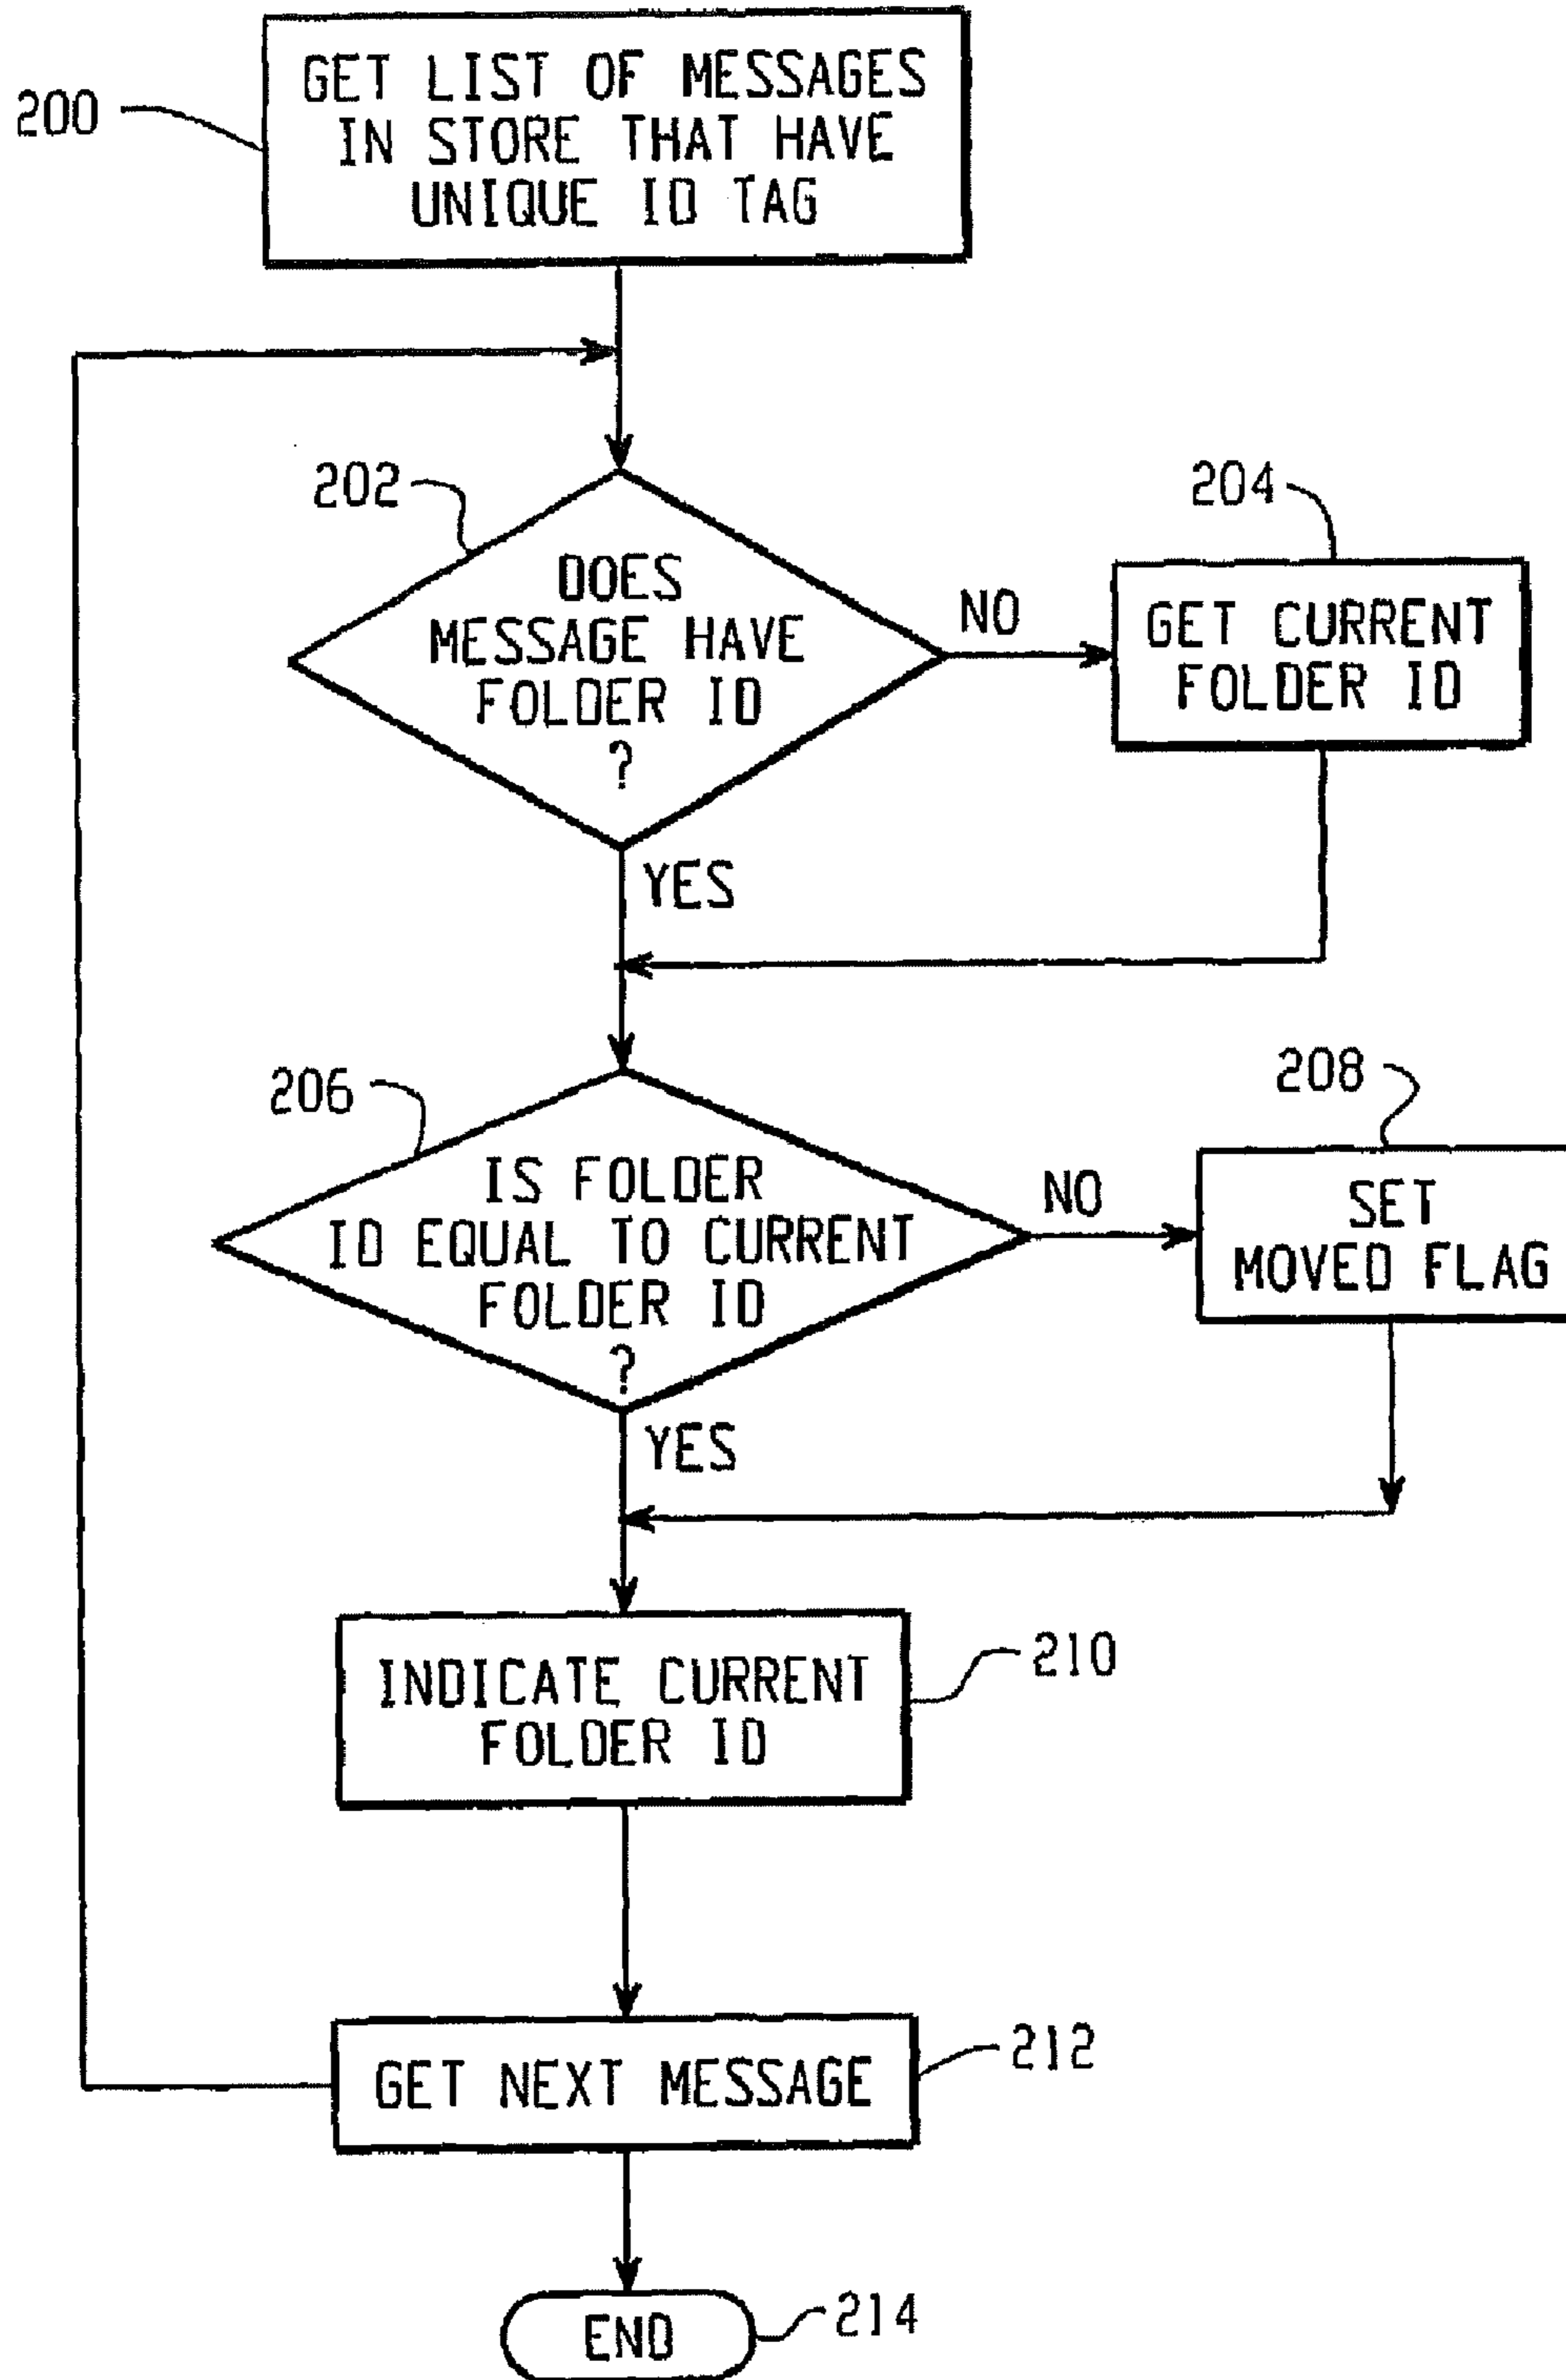 GET LIST OF MESSAGES
IN STORE THAT HAVE
UNIQUE ID TAG
200
202
DOES
MESSAGE HAVE
FOLDER ID
?
NO
204
GET CURRENT
FOLDER ID
YES
206
IS FOLDER
ID EQUAL TO CURRENT
FOLDER ID
?
NO
208
SET
MOVED FLAG
YES
INDICATE CURRENT
FOLDER ID
210
GET NEXT MESSAGE
212
END
214